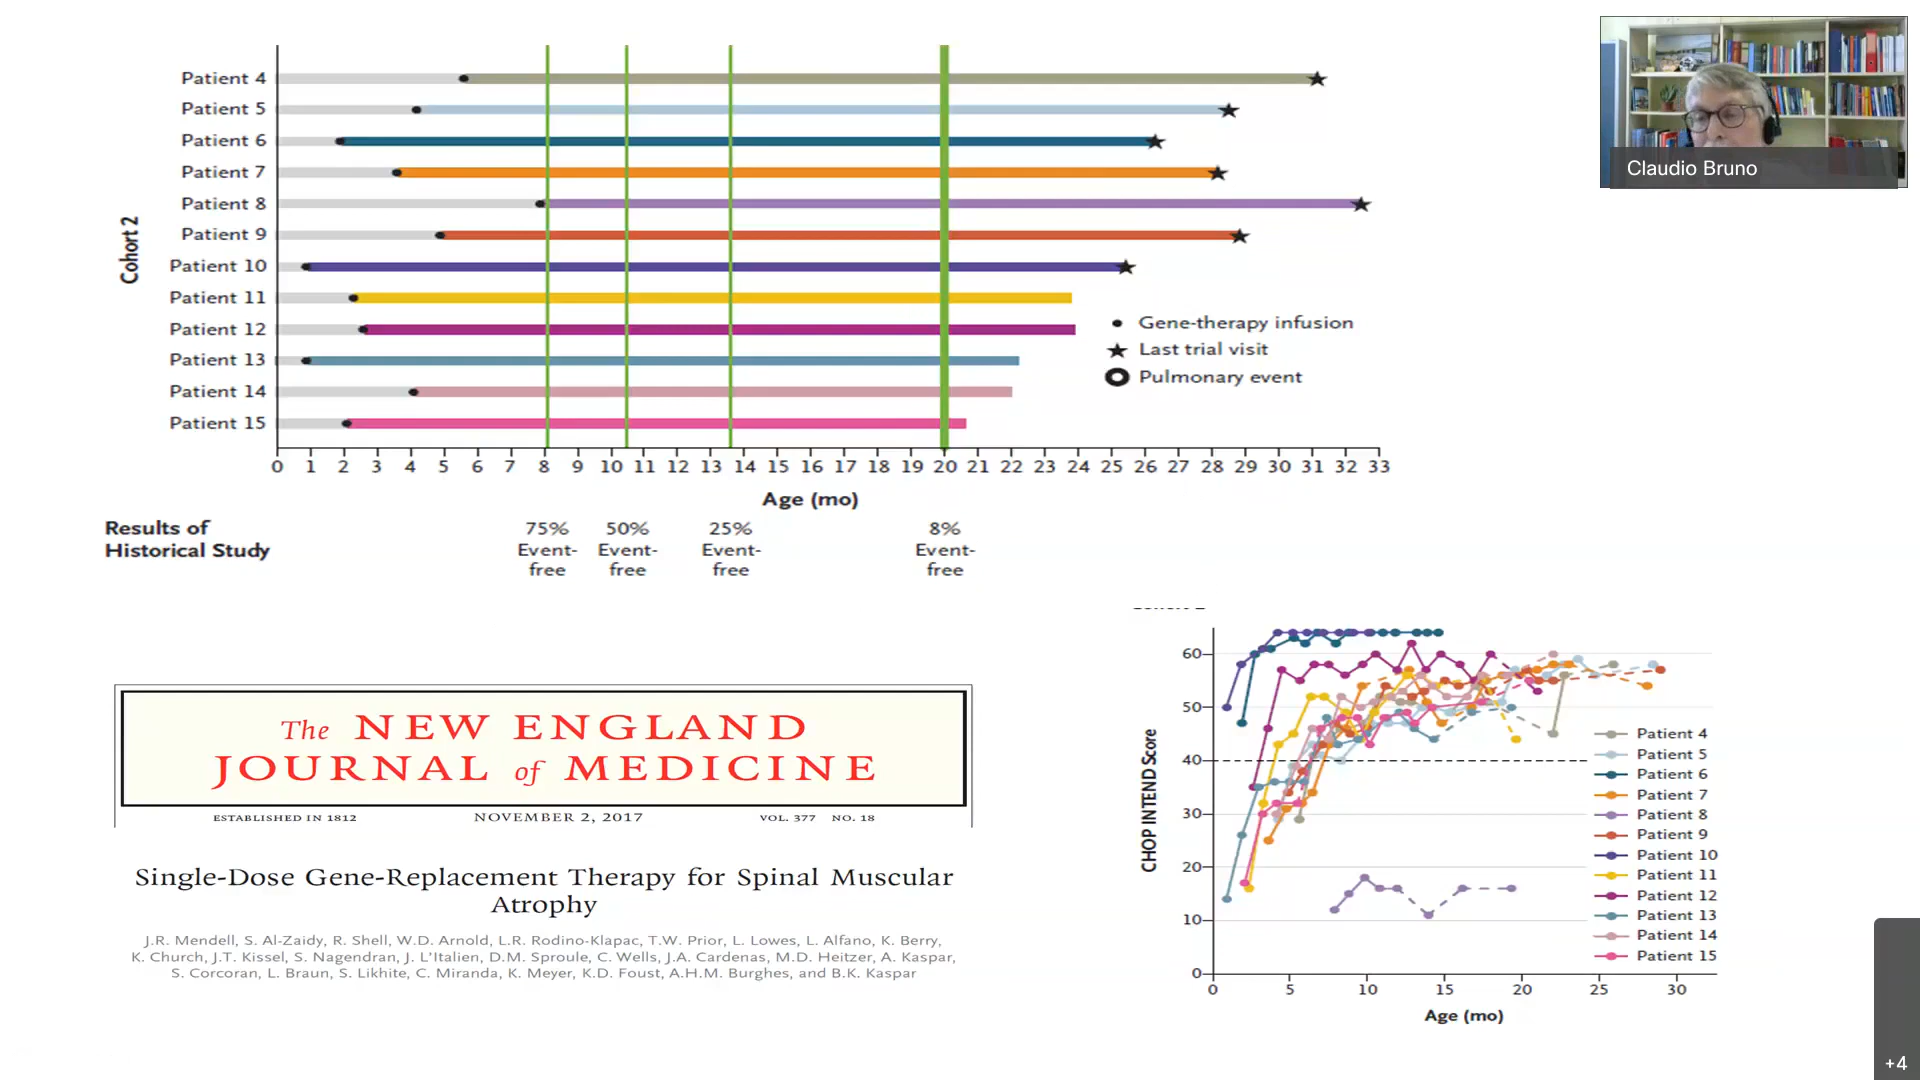 Claudio Bruno
Cohort 2
Patient 4
Patient 5
Patient 6
Patient 7
Patient 8
Patient 9
Patient 10
Patient 11
Patient 12
Patient 13
Patient 14
Patient 15
Gene-therapy infusion
Last trial visit
Pulmonary event
0 1 2 3 4 5 6 7 8 9 10 11 12 13 14 15 16 17 18 19 20 21 22 23 24 25 26 27 28 29 30 31 32 33
Age (mo)
Results of
Historical Study
75%
Event-
free
50%
Event-
free
25%
Event-
free
8%
Event-
free
The NEW ENGLAND
JOURNAL of MEDICINE
ESTABLISHED IN 1812 NOVEMBER 2, 2017 VOL. 377 NO. 18
Single-Dose Gene-Replacement Therapy for Spinal Muscular
Atrophy
J.R. Mendell, S. Al-Zaidy, R. Shell, W.D. Arnold, L.R. Rodino-Klapac, T.W. Prior, L. Lowes, L. Alfano, K. Berry,
K. Church, J.T. Kissel, S. Nagendran, J. L'Italien, D.M. Sproule, C. Wells, J.A. Cardenas, M.D. Heitzer, A. Kaspar,
S. Corcoran, L. Braun, S. Likhite, C. Miranda, K. Meyer, K.D. Foust, A.H.M. Burghes, and B.K. Kaspar
CHOP INTEND Score
60
50
40
30
20
10
0
0 5 10 15 20 25 30
Age (mo)
Patient 4
Patient 5
Patient 6
Patient 7
Patient 8
Patient 9
Patient 10
Patient 11
Patient 12
Patient 13
Patient 14
Patient 15
+4